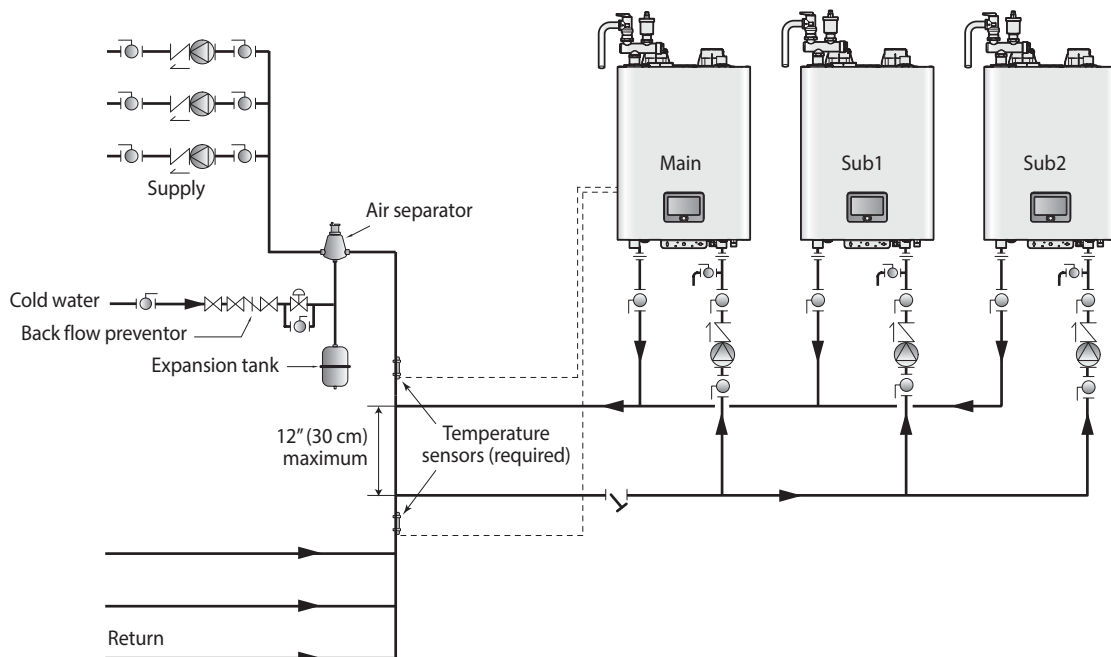 Supply
Air separator
Main
Sub1
Sub2
Cold water
Back flow preventor
Expansion tank
12″ (30 cm)
maximum
Temperature
sensors (required)
Return